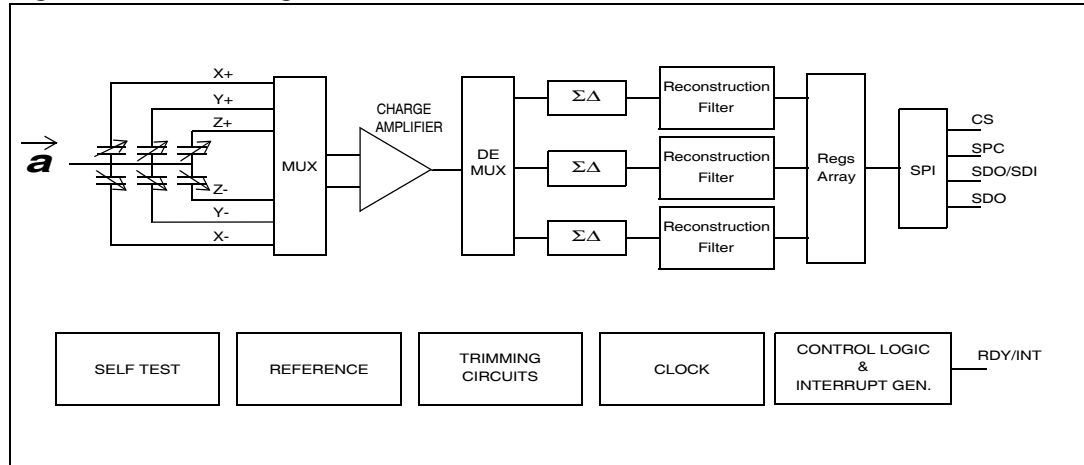 X+
Y+
Z+
a
Z-
Y-
X-
MUX
CHARGE
AMPLIFIER
DE
MUX
ΣΔ
ΣΔ
ΣΔ
Reconstruction
Filter
Reconstruction
Filter
Reconstruction
Filter
Regs
Array
SPI
CS
SPC
SDO/SDI
SDO
SELF TEST
REFERENCE
TRIMMING
CIRCUITS
CLOCK
CONTROL LOGIC
&
INTERRUPT GEN.
RDY/INT